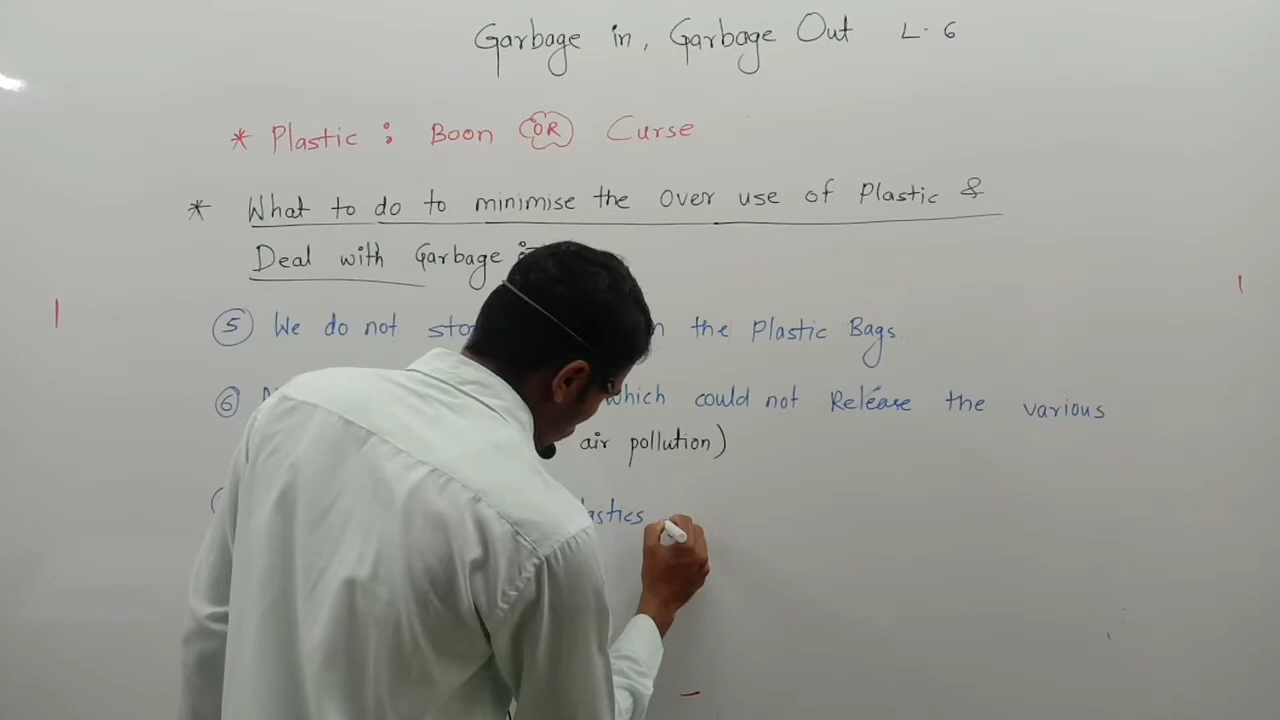 Garbage in, Garbage Out L. 6
* Plastic : Boon OR Curse
* What to do to minimise the Over use of Plastic &
Deal with Garbage :
5 We do not the Plastic Bags.
6 which could not Release the various
air pollution)